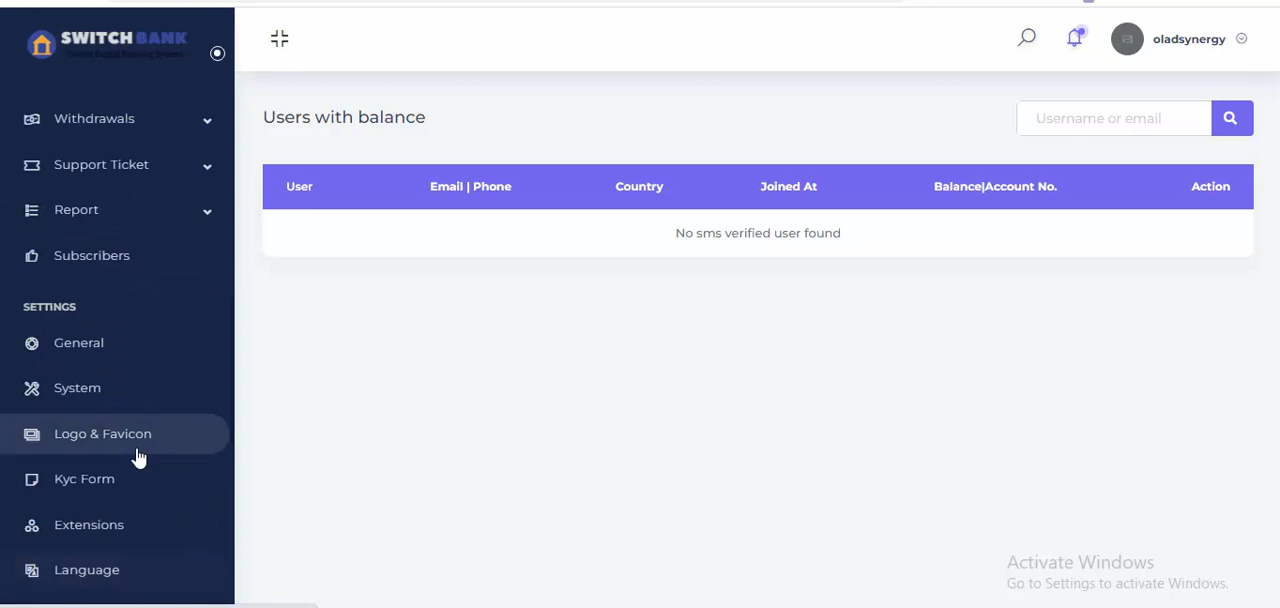 SWITCH BANK
oladsynergy
Withdrawals
Support Ticket
Report
Subscribers
SETTINGS
General
System
Logo & Favicon
Kyc Form
Extensions
Language
Users with balance
Username or email
User Email | Phone Country Joined At Balance|Account No. Action
No sms verified user found
Activate Windows
Go to Settings to activate Windows.